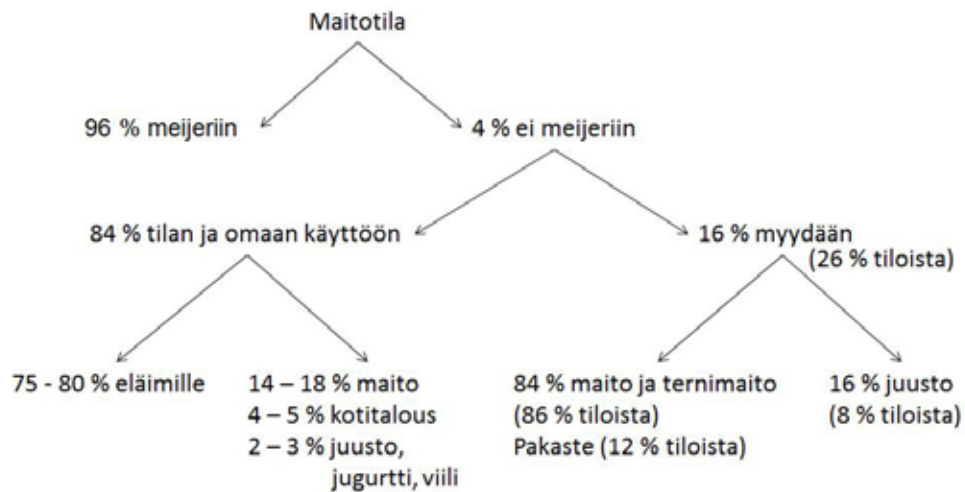 Maitotila
96 % meijeriin
4 % ei meijeriin
84 % tilan ja omaan käyttöön
16 % myydään
(26 % tiloista)
75 - 80 % eläimille
14 – 18 % maito
4 – 5 % kotitalous
2 – 3 % juusto,
jugurtti, viili
84 % maito ja ternimaito
(86 % tiloista)
Pakaste (12 % tiloista)
16 % juusto
(8 % tiloista)